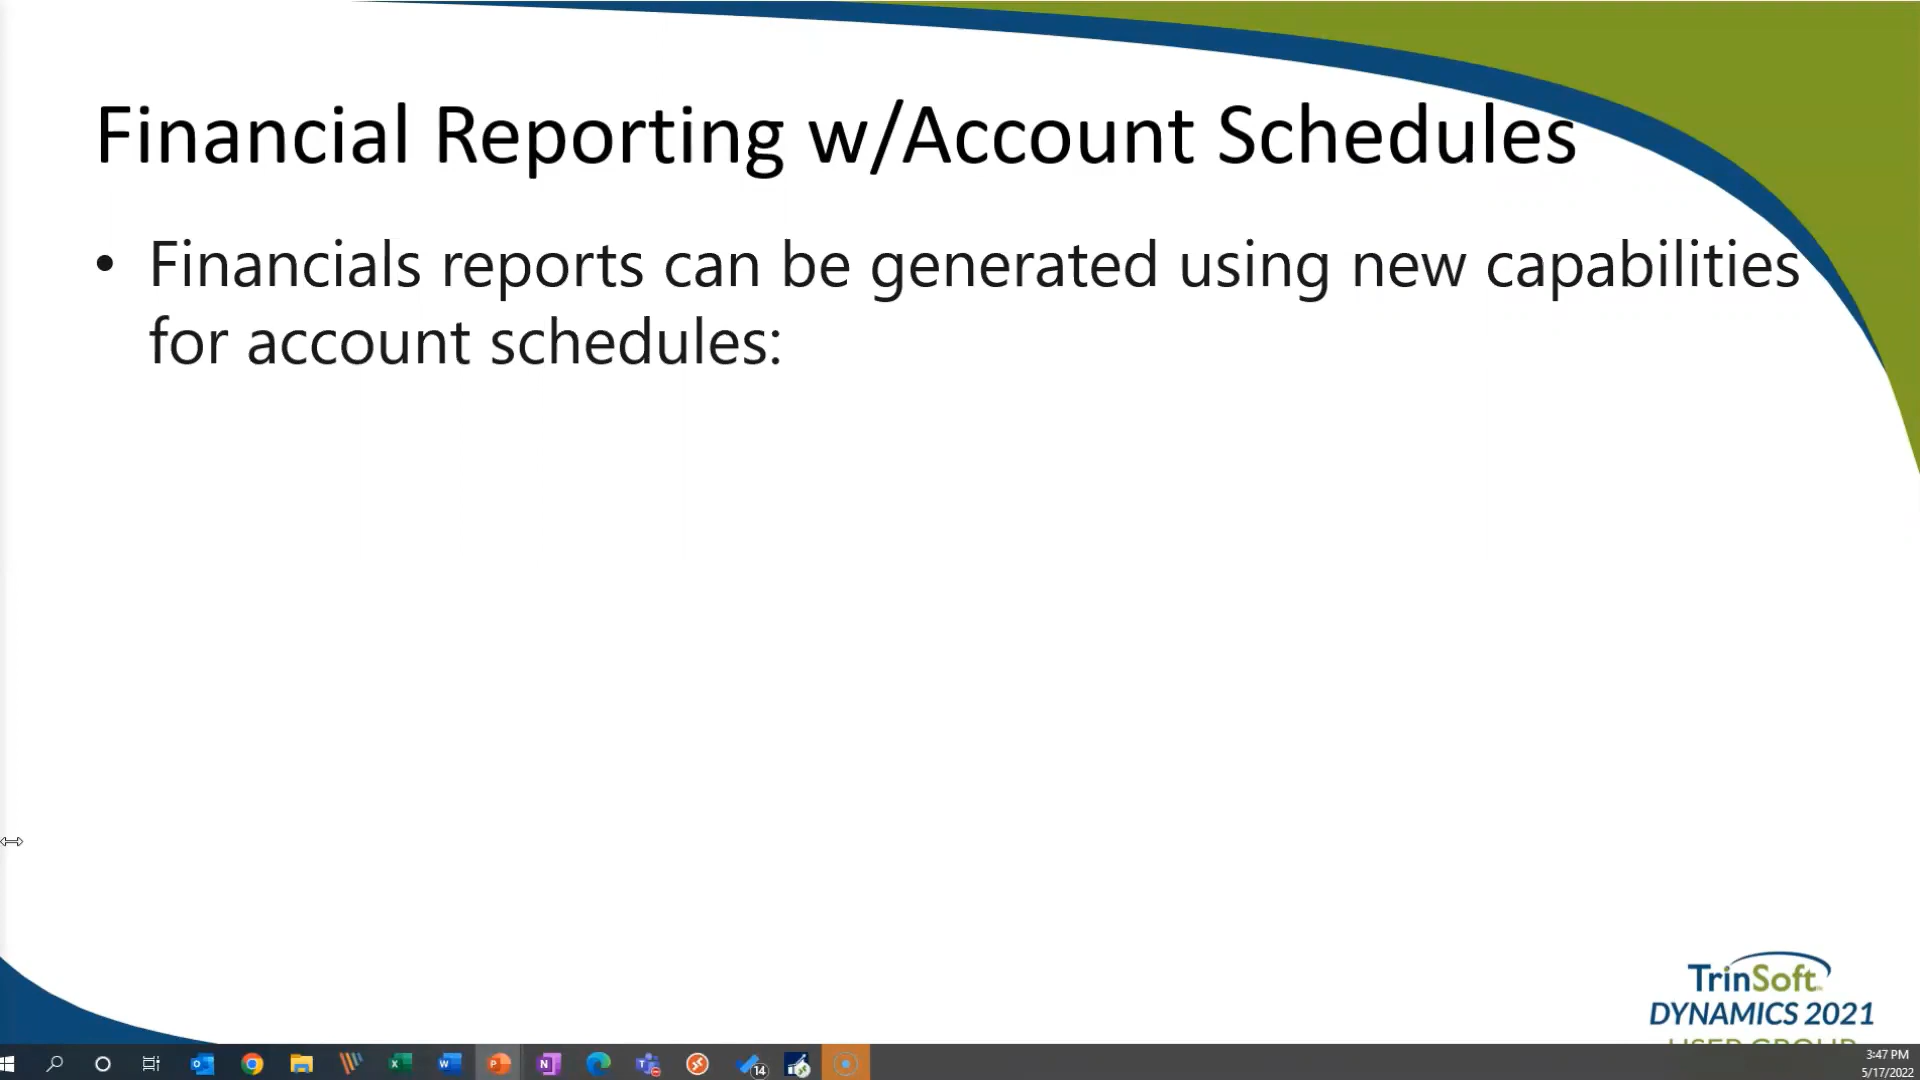 Financial Reporting w/Account Schedules
• Financials reports can be generated using new capabilities
for account schedules:
TrinSoft
DYNAMICS 2021
USER GROUP
14
3:47 PM
5/17/2022